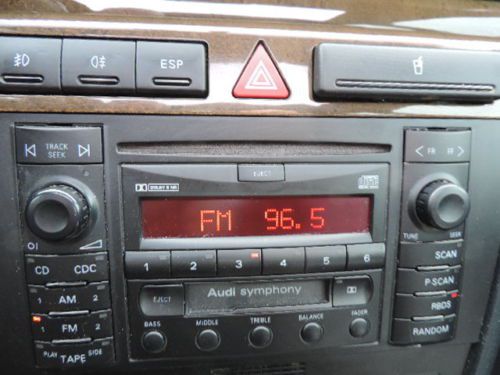 ESP
TRACK SEEK
EJECT
DOLBY B NR
FR FF
FM 96.5
TUNE SEEK
1 2 3 4 5 6
CD CDC
SCAN
P-SCAN
1 AM 2
EJECT
Audi symphony
RBDS
1 FM 2
BASS MIDDLE TREBLE BALANCE FADER
RANDOM
PLAY TAPE SIDE